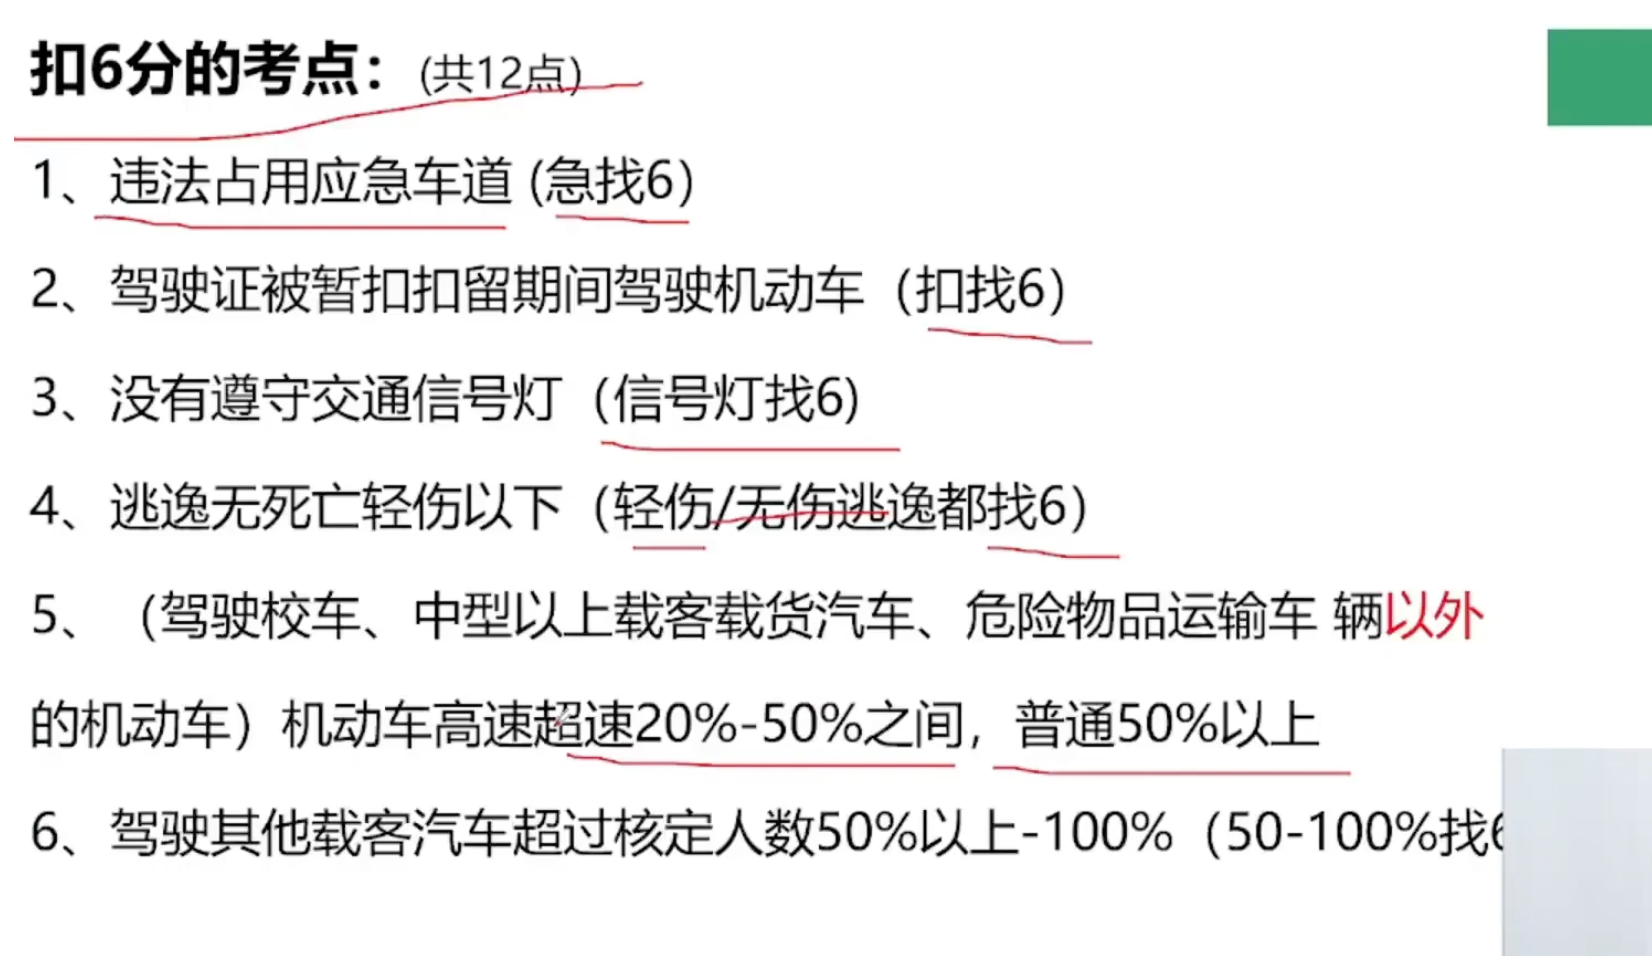 扣6分的考点：(共12点)
1、违法占用应急车道 (急找6)
2、驾驶证被暂扣扣留期间驾驶机动车（扣找6）
3、没有遵守交通信号灯（信号灯找6)
4、逃逸无死亡轻伤以下（轻伤/无伤逃逸都找6）
5、（驾驶校车、中型以上载客载货汽车、危险物品运输车 辆以外
的机动车）机动车高速超速20%-50%之间，普通50%以上
6、驾驶其他载客汽车超过核定人数50%以上-100%（50-100%找6